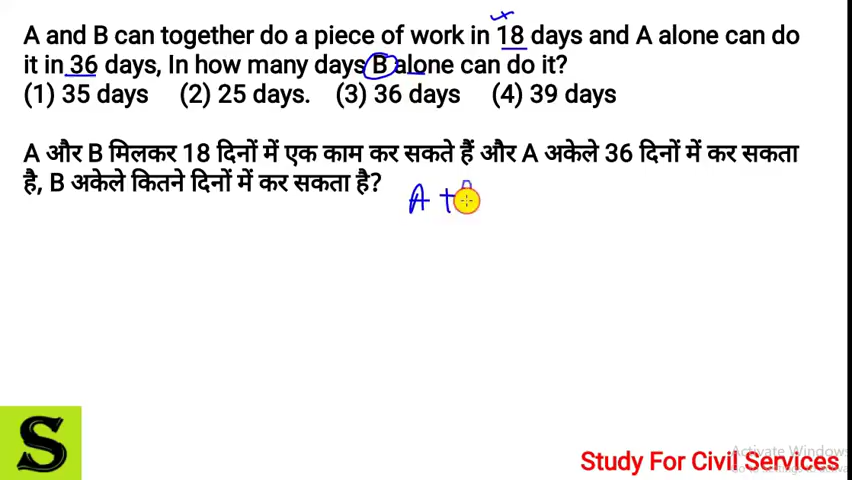 A and B can together do a piece of work in 18 days and A alone can do
it in 36 days, In how many days B alone can do it?
(1) 35 days (2) 25 days. (3) 36 days (4) 39 days
A और B मिलकर 18 दिनों में एक काम कर सकते हैं और A अकेले 36 दिनों में कर सकता
है, B अकेले कितने दिनों में कर सकता है?
A +
S
Activate Windows
Study For Civil Services